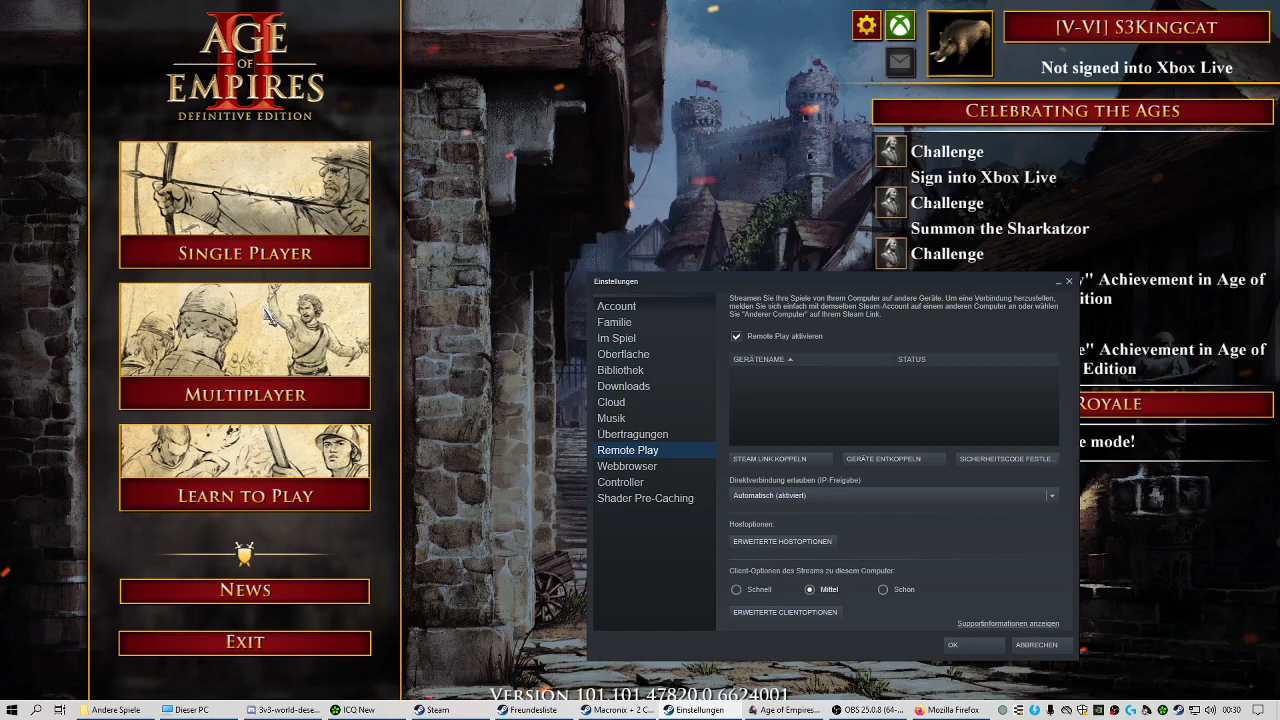 AGE
OF
EMPIRES
II
DEFINITIVE EDITION
SINGLE PLAYER
MULTIPLAYER
LEARN TO PLAY
NEWS
EXIT
[V-VI] S3KINGCAT
Not signed into Xbox Live
CELEBRATING THE AGES
Challenge
Sign into Xbox Live
Challenge
Summon the Sharkatzor
Challenge
y" Achievement in Age of
ition
e" Achievement in Age of
Edition
ROYALE
e mode!
Einstellungen
Account
Familie
Im Spiel
Oberfläche
Bibliothek
Downloads
Cloud
Musik
Übertragungen
Remote Play
Webbrowser
Controller
Shader Pre-Caching
Streamen Sie Ihre Spiele von Ihrem Computer auf andere Geräte. Um eine Verbindung herzustellen,
melden Sie sich einfach mit demselben Steam-Account auf einem anderen Computer an oder wählen
Sie "Anderer Computer" auf Ihrem Steam Link.
Remote Play aktivieren
GERÄTENAME STATUS
STEAM LINK KOPPELN GERÄTE ENTKOPPELN SICHERHEITSCODE FESTLE...
Direktverbindung erlauben (IP-Freigabe)
Automatisch (aktiviert)
Hostoptionen:
ERWEITERTE HOSTOPTIONEN
Client-Optionen des Streams zu diesem Computer:
Schnell Mittel Schön
ERWEITERTE CLIENTOPTIONEN
Supportinformationen anzeigen
OK ABBRECHEN
VERSION 101.101.47820.0 6624001
Andere Spiele Dieser PC 3v3-world-dese... ICQ New Steam Freundesliste Macronix + 2 C... Einstellungen Age of Empires:... OBS 25.0.8 (64-... Mozilla Firefox 00:30